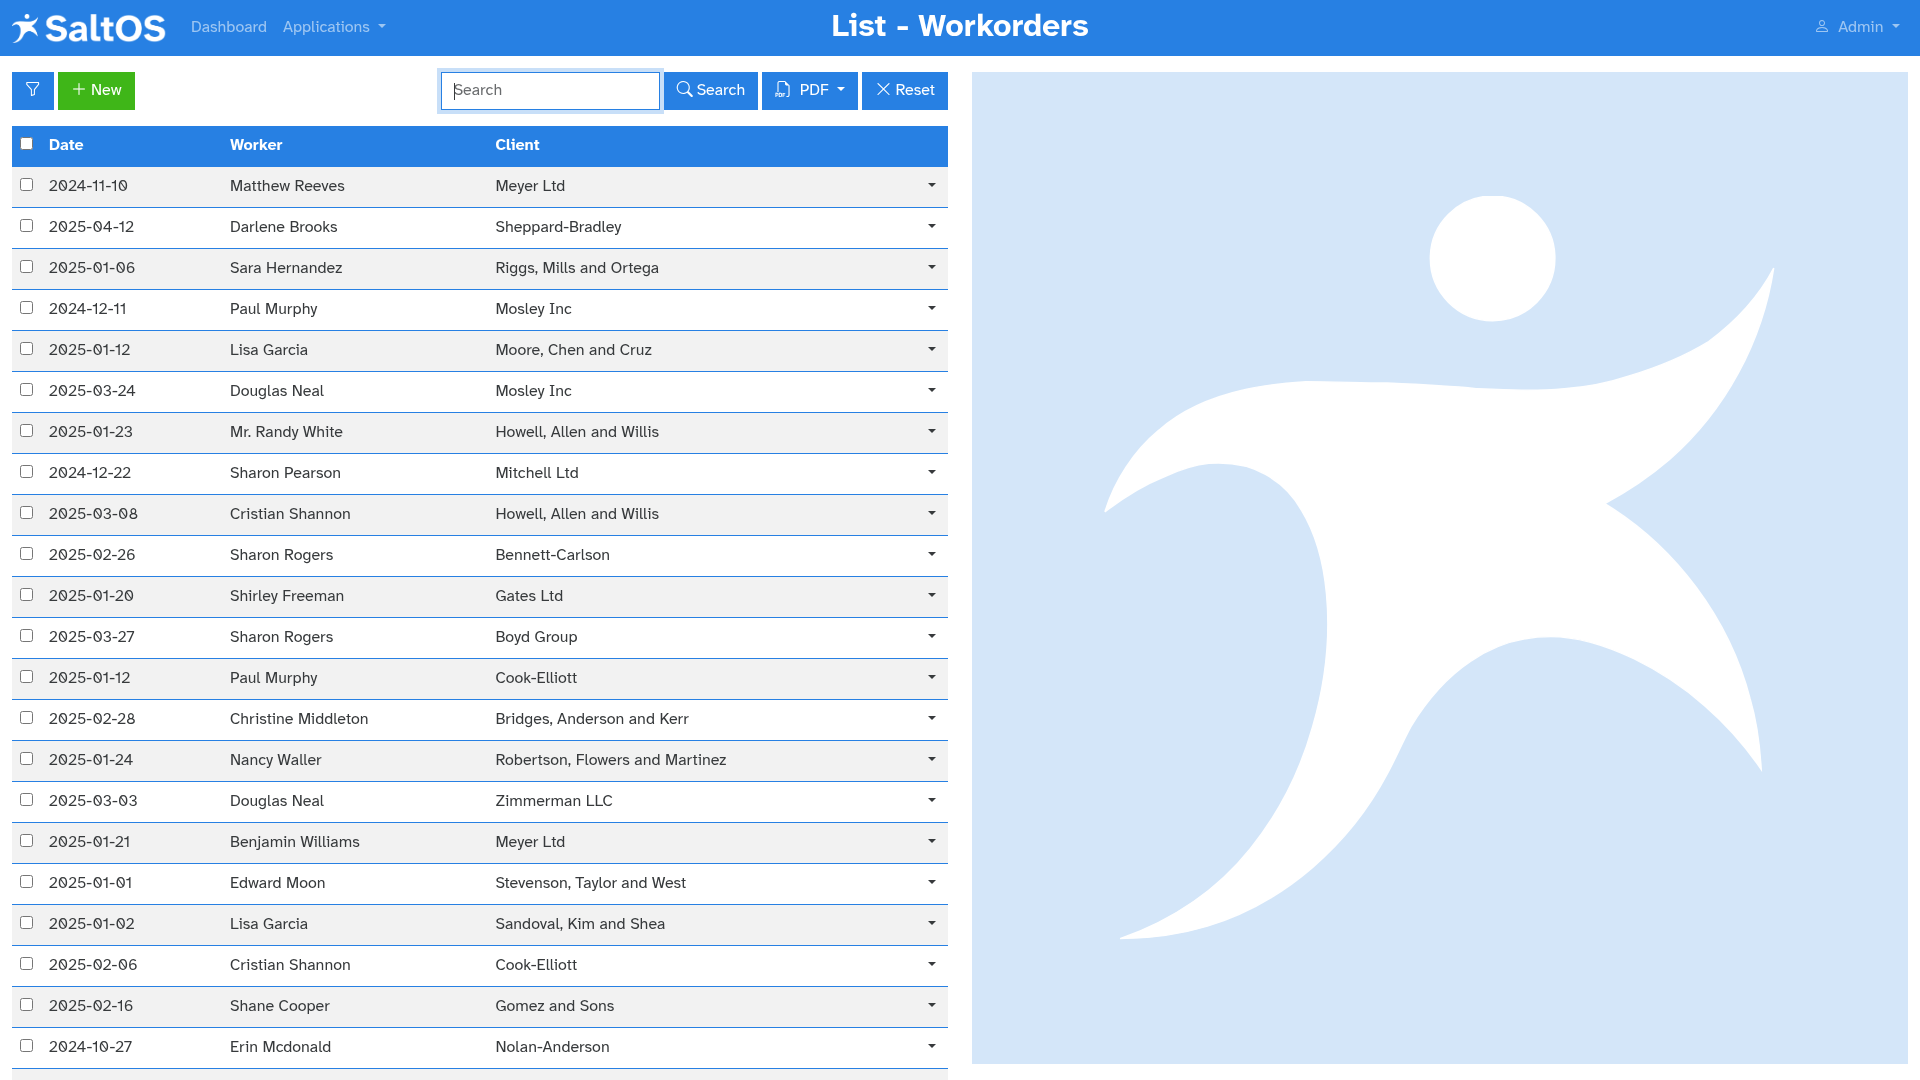 SaltOS Dashboard Applications List - Workorders Admin
New Search Search PDF Reset
Date Worker Client
2024-11-10 Matthew Reeves Meyer Ltd
2025-04-12 Darlene Brooks Sheppard-Bradley
2025-01-06 Sara Hernandez Riggs, Mills and Ortega
2024-12-11 Paul Murphy Mosley Inc
2025-01-12 Lisa Garcia Moore, Chen and Cruz
2025-03-24 Douglas Neal Mosley Inc
2025-01-23 Mr. Randy White Howell, Allen and Willis
2024-12-22 Sharon Pearson Mitchell Ltd
2025-03-08 Cristian Shannon Howell, Allen and Willis
2025-02-26 Sharon Rogers Bennett-Carlson
2025-01-20 Shirley Freeman Gates Ltd
2025-03-27 Sharon Rogers Boyd Group
2025-01-12 Paul Murphy Cook-Elliott
2025-02-28 Christine Middleton Bridges, Anderson and Kerr
2025-01-24 Nancy Waller Robertson, Flowers and Martinez
2025-03-03 Douglas Neal Zimmerman LLC
2025-01-21 Benjamin Williams Meyer Ltd
2025-01-01 Edward Moon Stevenson, Taylor and West
2025-01-02 Lisa Garcia Sandoval, Kim and Shea
2025-02-06 Cristian Shannon Cook-Elliott
2025-02-16 Shane Cooper Gomez and Sons
2024-10-27 Erin Mcdonald Nolan-Anderson